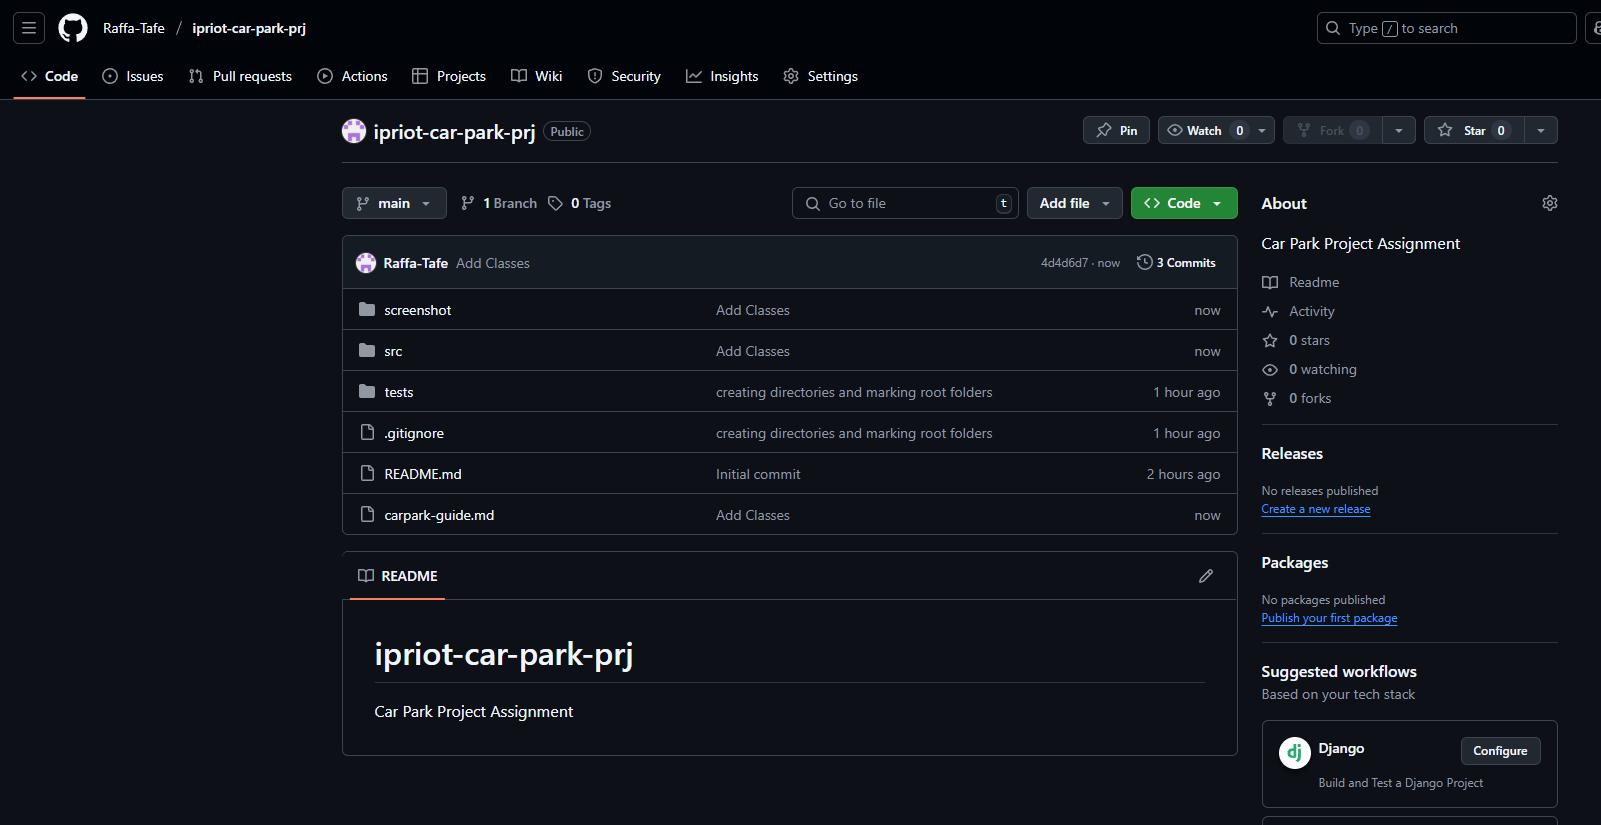 Raffa-Tafe / ipriot-car-park-prj
Type / to search
Code Issues Pull requests Actions Projects Wiki Security Insights Settings
ipriot-car-park-prj Public
Pin Watch 0 Fork 0 Star 0
main 1 Branch 0 Tags
Go to file t Add file Code
Raffa-Tafe Add Classes 4d4d6d7 · now 3 Commits
screenshot Add Classes now
src Add Classes now
tests creating directories and marking root folders 1 hour ago
.gitignore creating directories and marking root folders 1 hour ago
README.md Initial commit 2 hours ago
carpark-guide.md Add Classes now
README
ipriot-car-park-prj
Car Park Project Assignment
About
Car Park Project Assignment
Readme
Activity
0 stars
0 watching
0 forks
Releases
No releases published
Create a new release
Packages
No packages published
Publish your first package
Suggested workflows
Based on your tech stack
dj Django Configure
Build and Test a Django Project